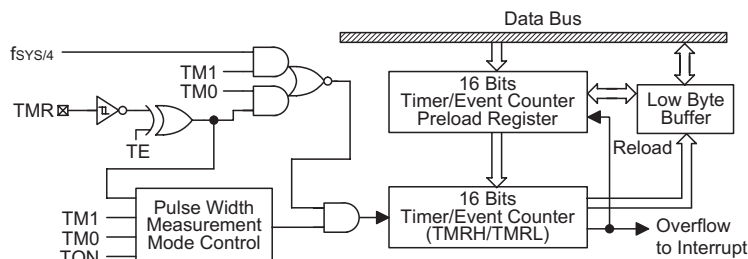 Data Bus
fSYS/4
TM1
TM0
TMR
TE
16 Bits
Timer/Event Counter
Preload Register
Low Byte
Buffer
Reload
TM1
TM0
TON
Pulse Width
Measurement
Mode Control
16 Bits
Timer/Event Counter
(TMRH/TMRL)
Overflow
to Interrupt